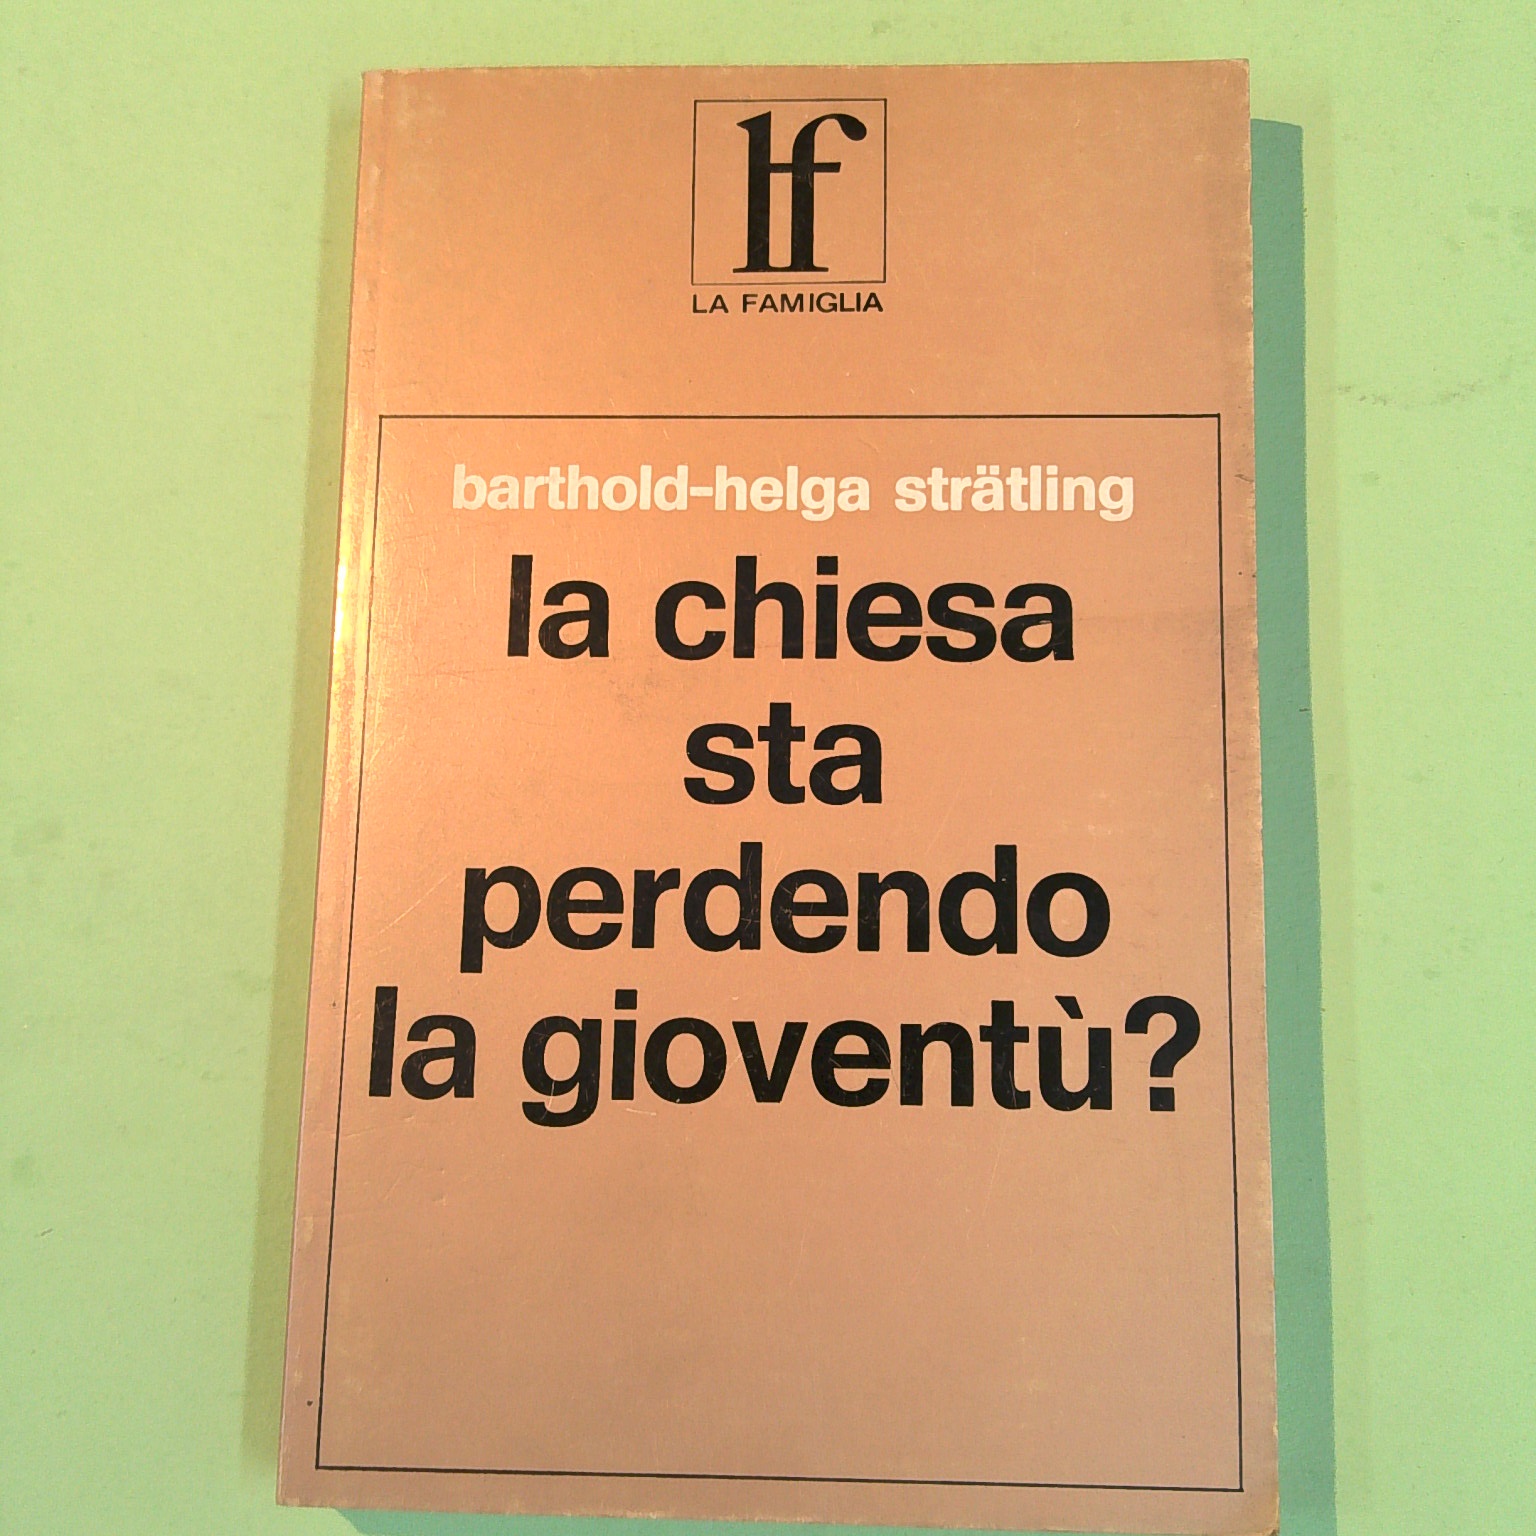 lf
LA FAMIGLIA
barthold-helga strätling
la chiesa
sta
perdendo
la gioventù?